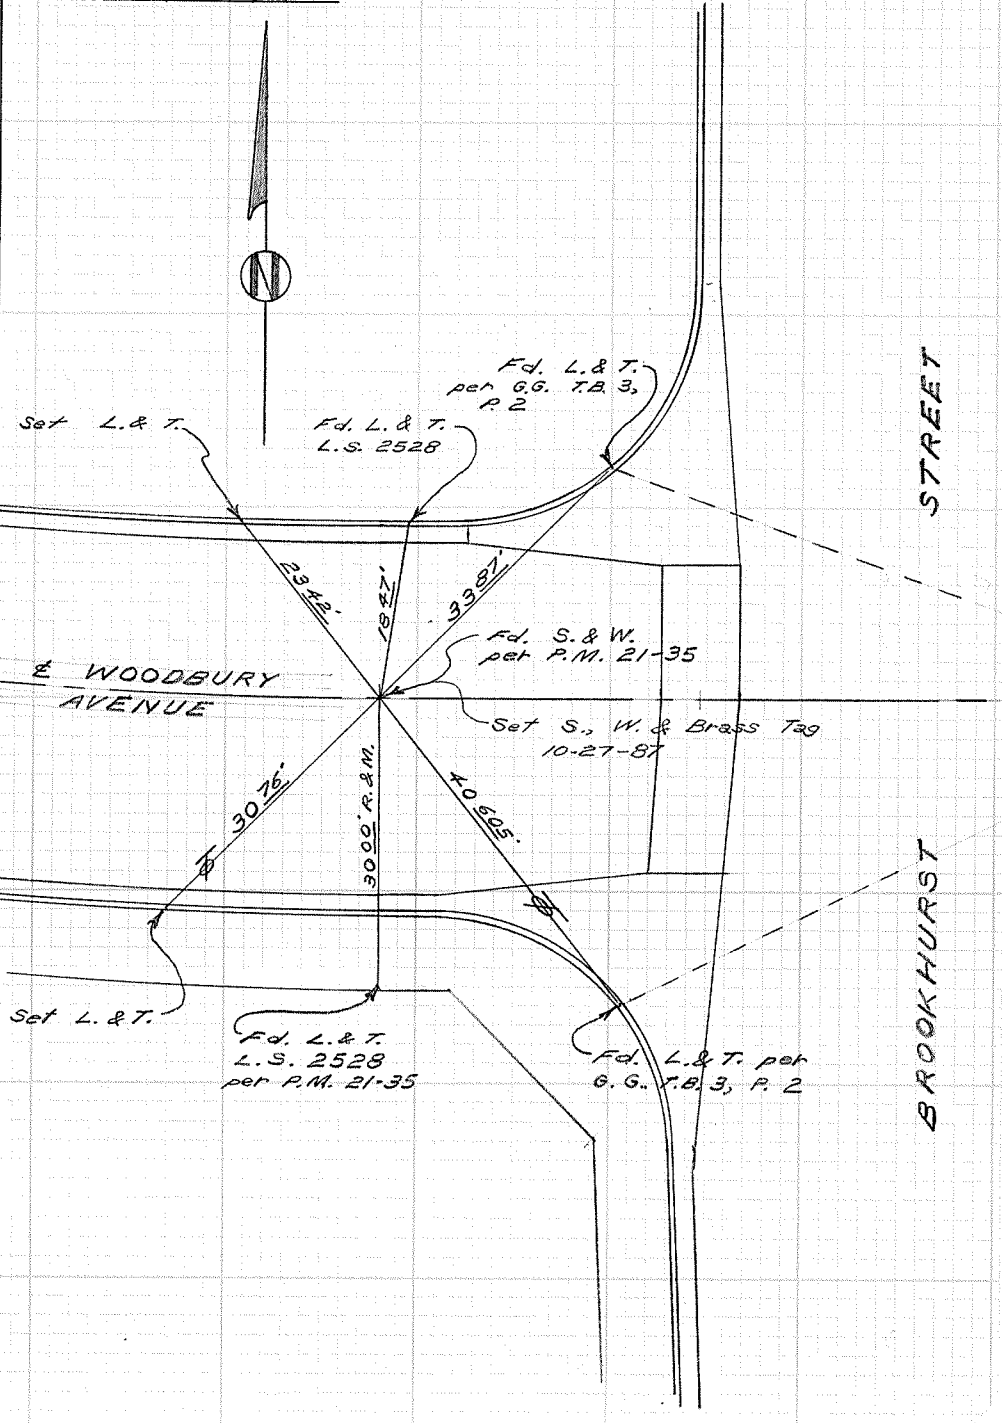 N
Fd. L. & T.
per G.G. T.B. 3,
P. 2
Set L. & T.
Fd. L. & T.
L.S. 2528
STREET
23.42'
18.47'
33.87'
Fd. S. & W.
per P.M. 21-35
℄ WOODBURY
AVENUE
Set S., W. & Brass Tag
10-27-87
30.76'
30.00' R.&M.
40.605'
BROOKHURST
Set L. & T.
Fd. L. & T.
L.S. 2528
per P.M. 21-35
Fd. L. & T. per
G.G. T.B. 3, P. 2